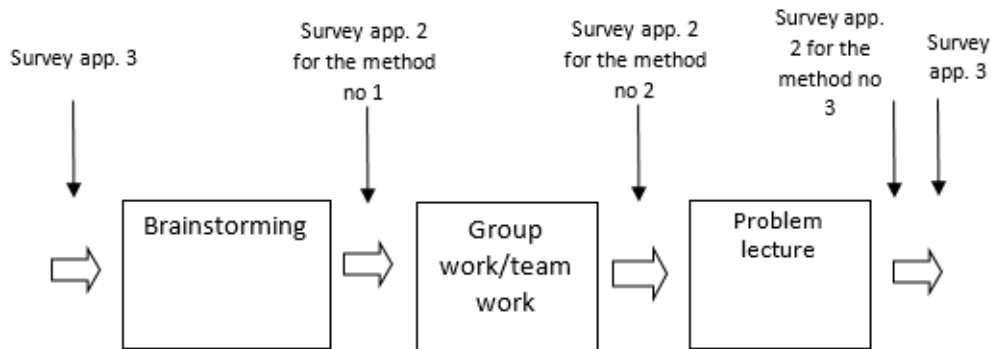 Survey app. 3
Survey app. 2
for the method
no 1
Survey app. 2
for the method
no 2
Survey app.
2 for the
method no
3
Survey
app. 3
Brainstorming
Group
work/team
work
Problem
lecture